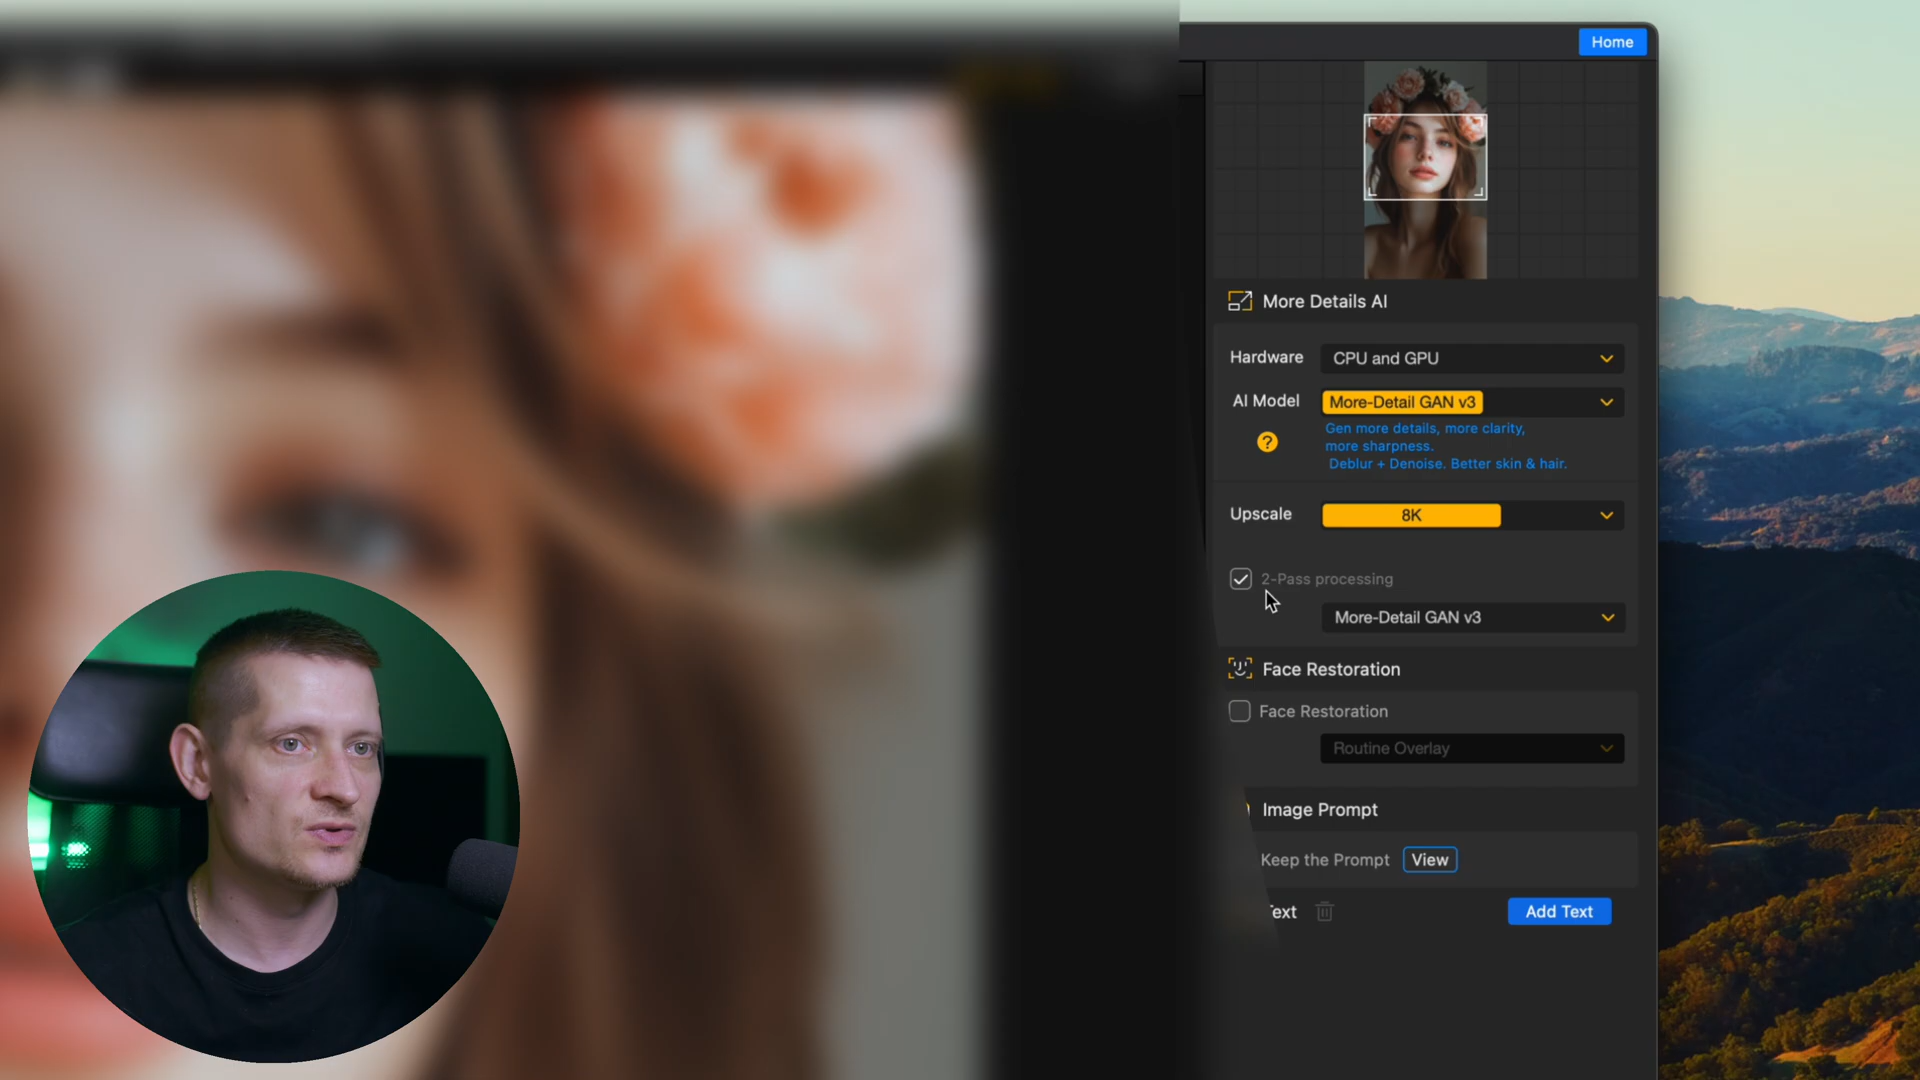 Home
More Details AI
Hardware
CPU and GPU
AI Model
More-Detail GAN v3
?
Gen more details, more clarity,
more sharpness.
Deblur + Denoise. Better skin & hair.
Upscale
8K
2-Pass processing
More-Detail GAN v3
Face Restoration
Face Restoration
Routine Overlay
Image Prompt
Keep the Prompt
View
Text
Add Text